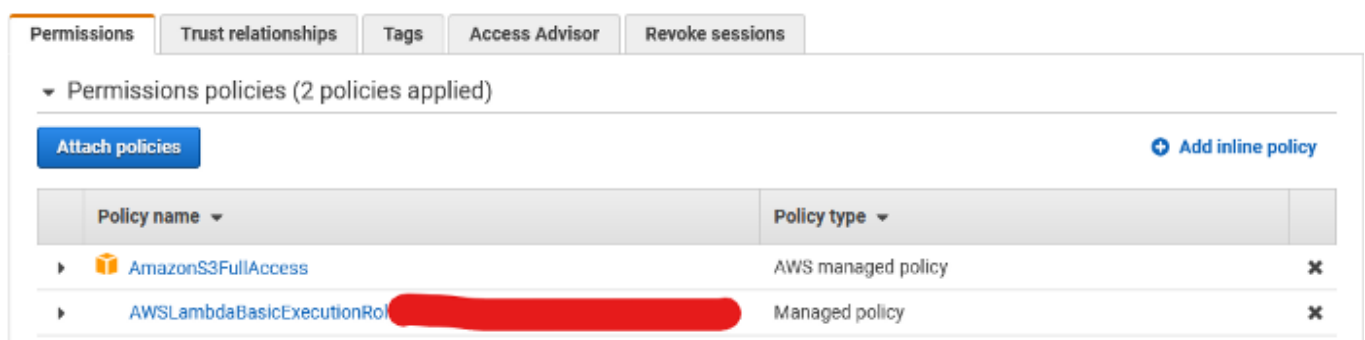 Permissions Trust relationships Tags Access Advisor Revoke sessions
Permissions policies (2 policies applied)
Attach policies Add inline policy
Policy name Policy type
AmazonS3FullAccess AWS managed policy
Managed policy